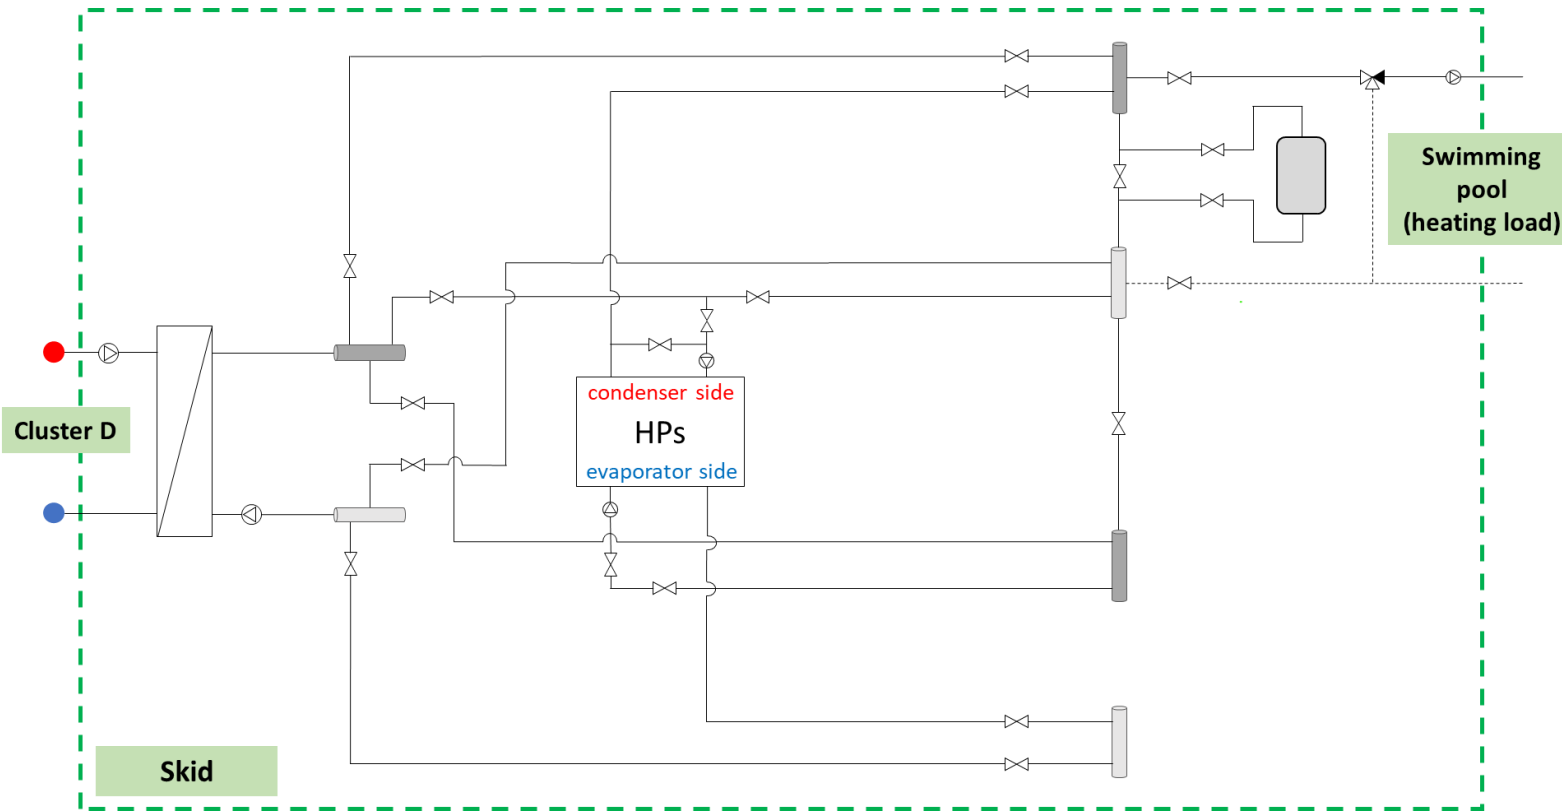 Swimming
pool
(heating load)
condenser side
HPs
evaporator side
Cluster D
Skid